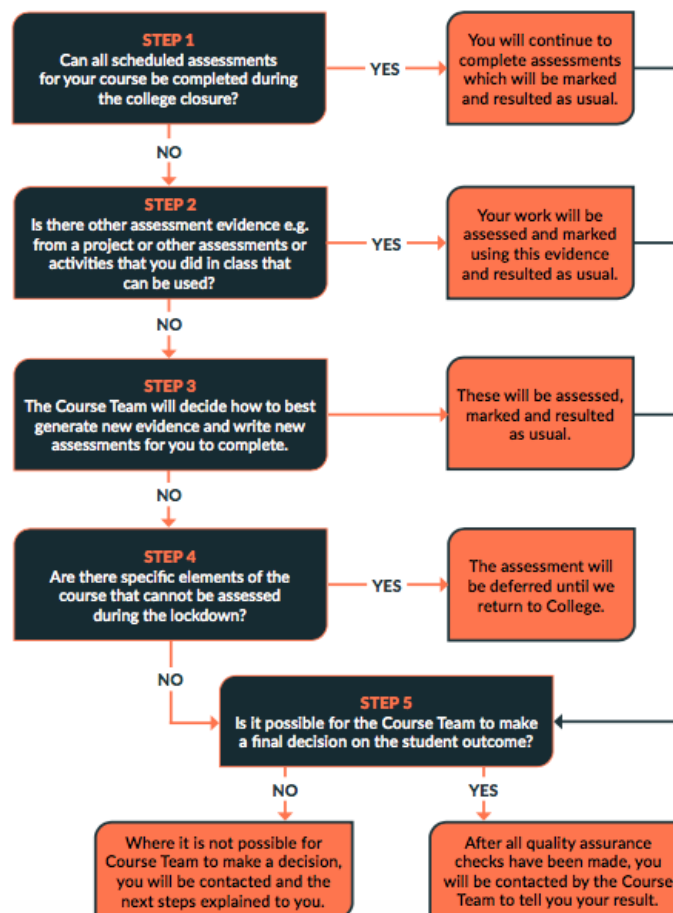 STEP 1
Can all scheduled assessments
for your course be completed during
the college closure?
YES
You will continue to
complete assessments
which will be marked
and resulted as usual.
NO
STEP 2
Is there other assessment evidence e.g.
from a project or other assessments or
activities that you did in class that
can be used?
YES
Your work will be
assessed and marked
using this evidence
and resulted as usual.
NO
STEP 3
The Course Team will decide how to best
generate new evidence and write new
assessments for you to complete.
These will be assessed,
marked and resulted
as usual.
NO
STEP 4
Are there specific elements of the
course that cannot be assessed
during the lockdown?
YES
The assessment will
be deferred until we
return to College.
NO
STEP 5
Is it possible for the Course Team to make
a final decision on the student outcome?
NO
YES
Where it is not possible for
Course Team to make a decision,
you will be contacted and the
next steps explained to you.
After all quality assurance
checks have been made, you
will be contacted by the Course
Team to tell you your result.